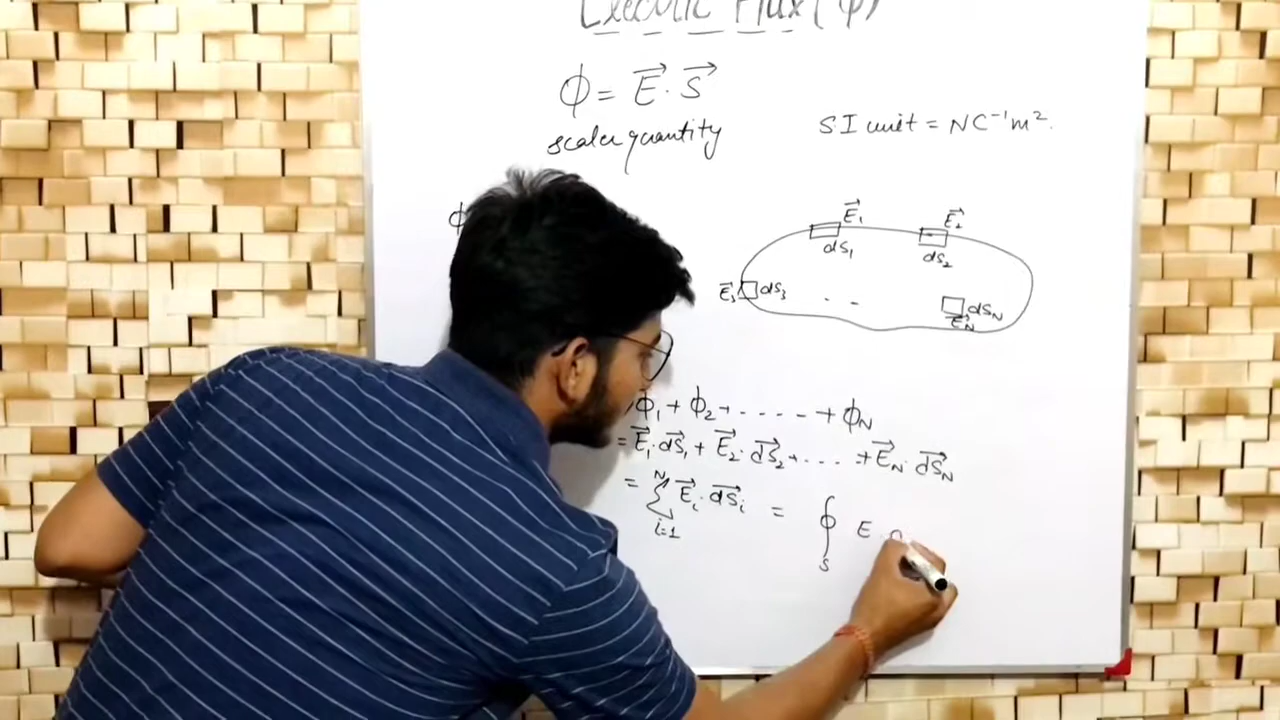 Electric Flux (ϕ)
ϕ = E⃗ · S⃗
scalar quantity
SI unit = NC⁻¹m².
ϕ
E⃗₁
dS₁
E⃗₂
dS₂
E⃗₃ dS₃
- -
dSN
E⃗N
ϕ₁ + ϕ₂ + - - - - + ϕN
= E⃗₁·dS⃗₁ + E⃗₂·dS⃗₂ + . . . + E⃗N·dS⃗N
= N∑i=1 E⃗ᵢ·dS⃗ᵢ = ∮S E